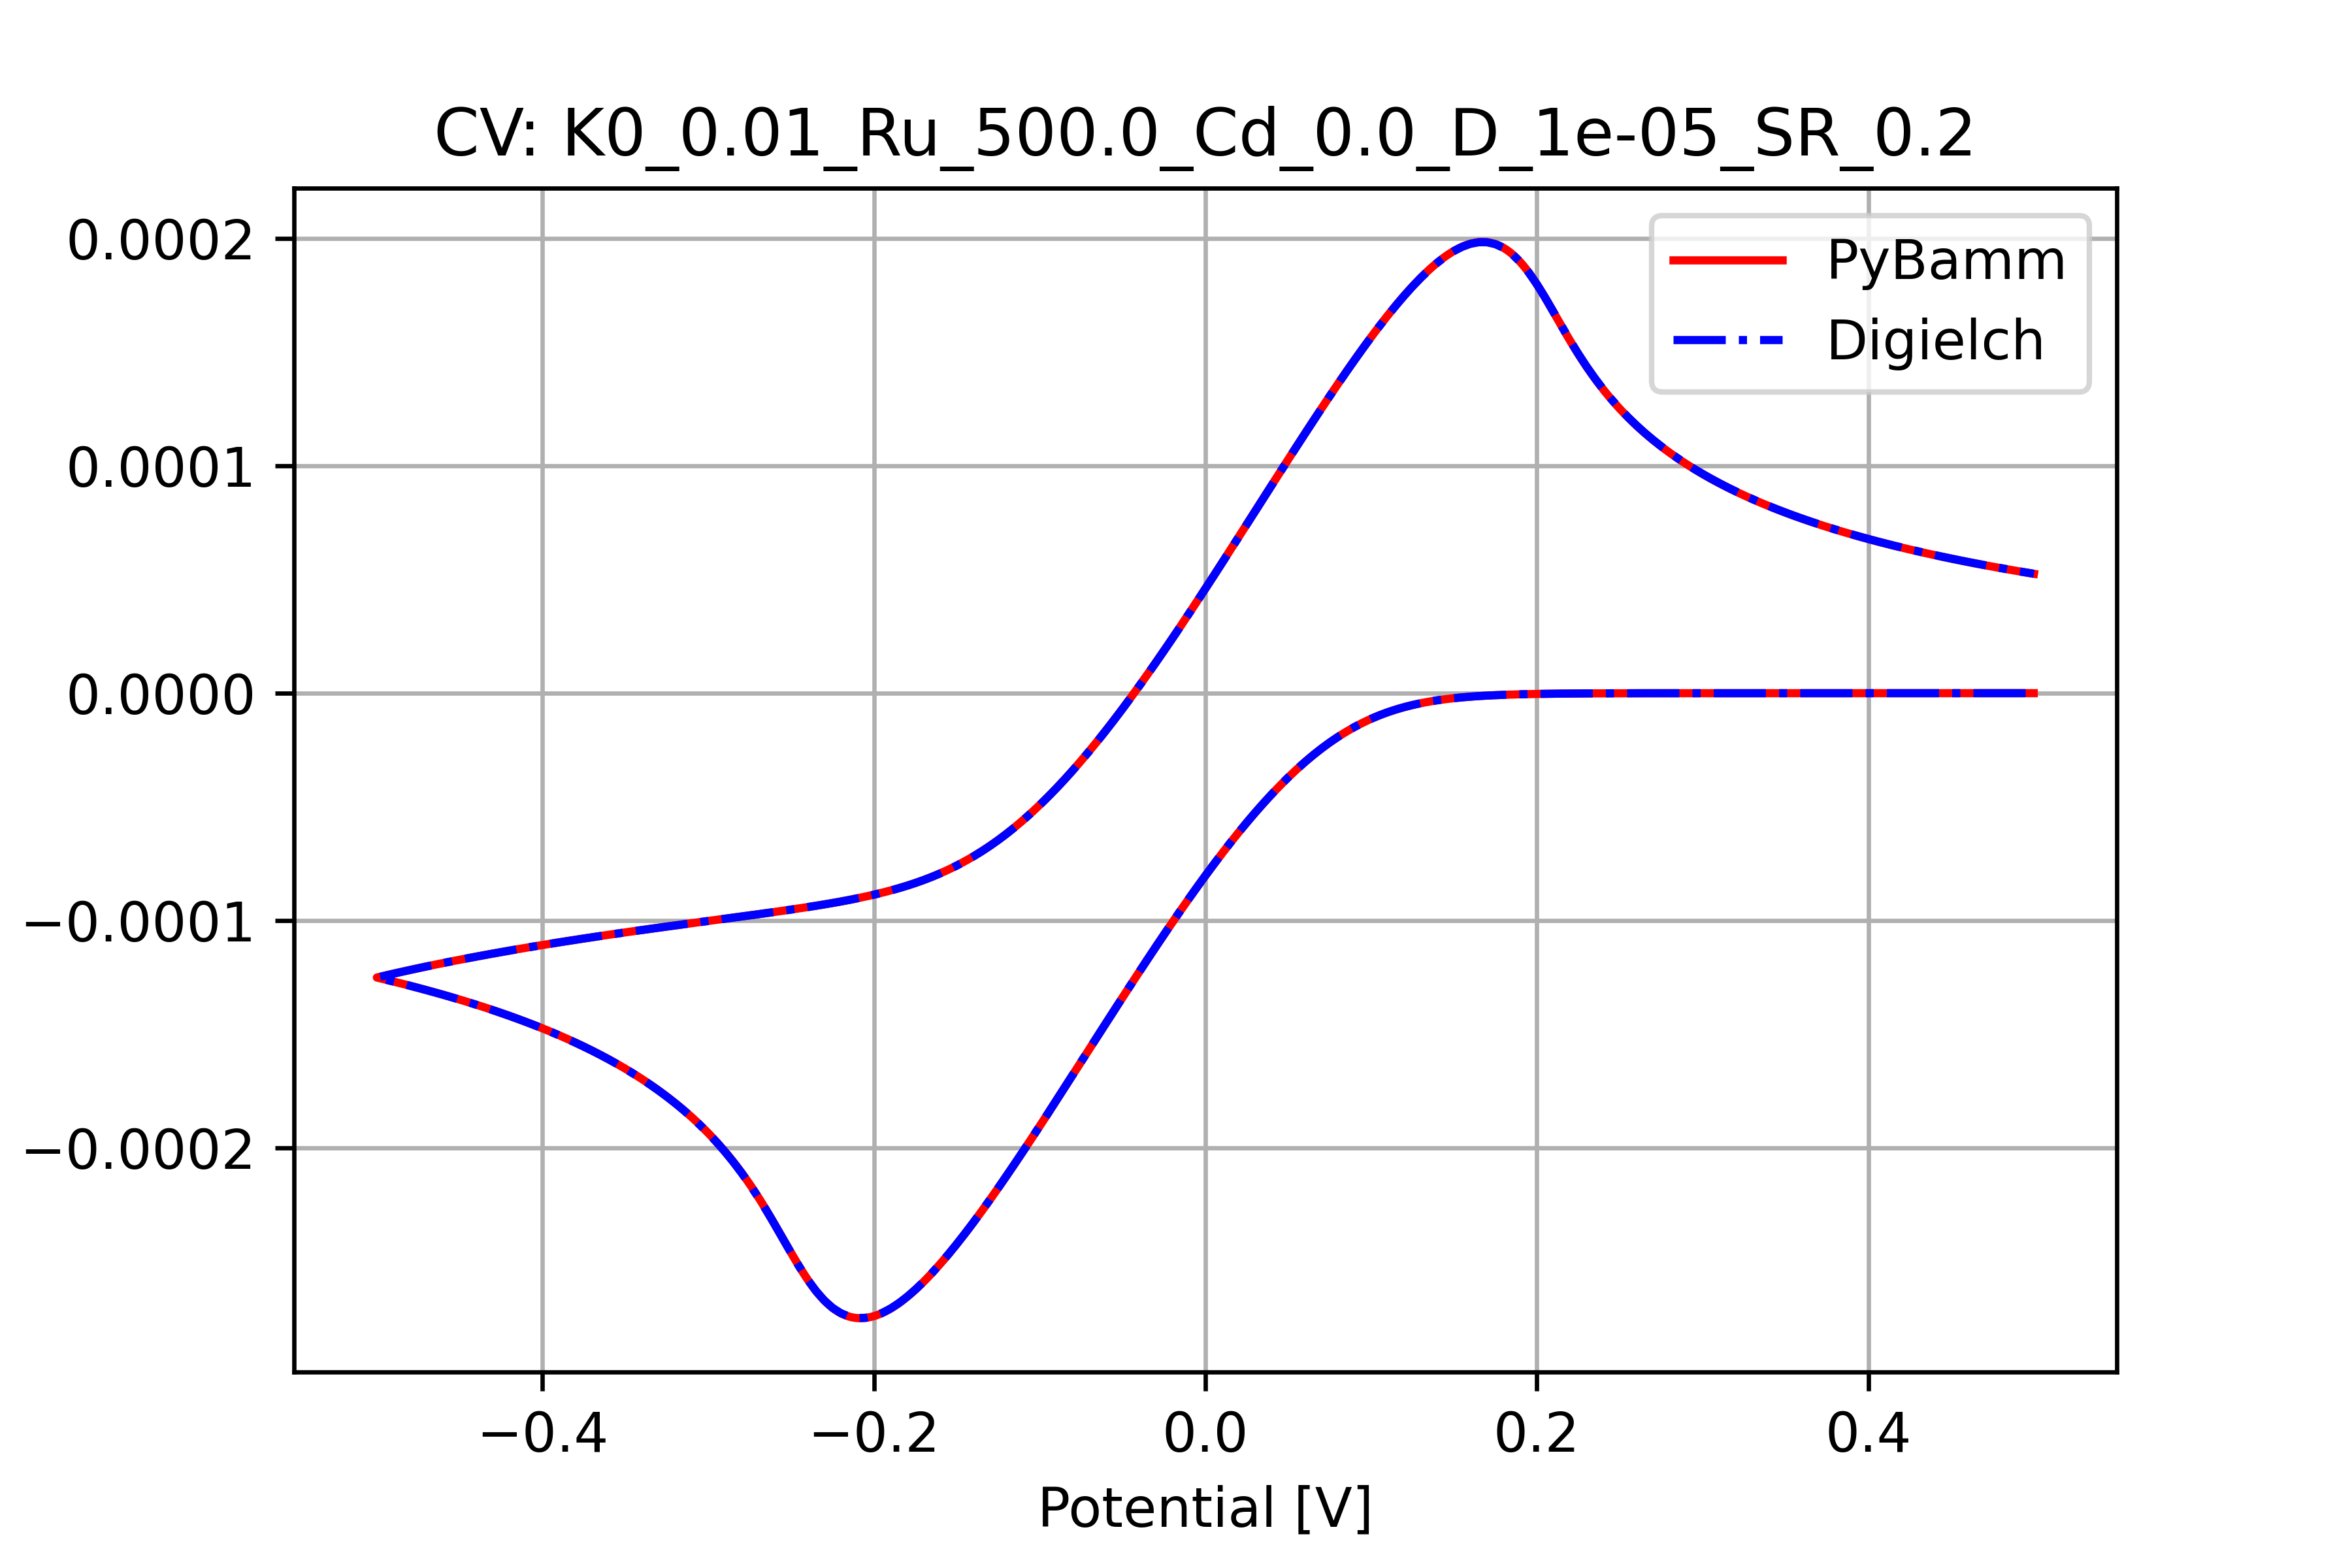 CV: K0_0.01_Ru_500.0_Cd_0.0_D_1e-05_SR_0.2
0.0002
0.0001
0.0000
−0.0001
−0.0002
PyBamm
Digielch
−0.4 −0.2 0.0 0.2 0.4
Potential [V]